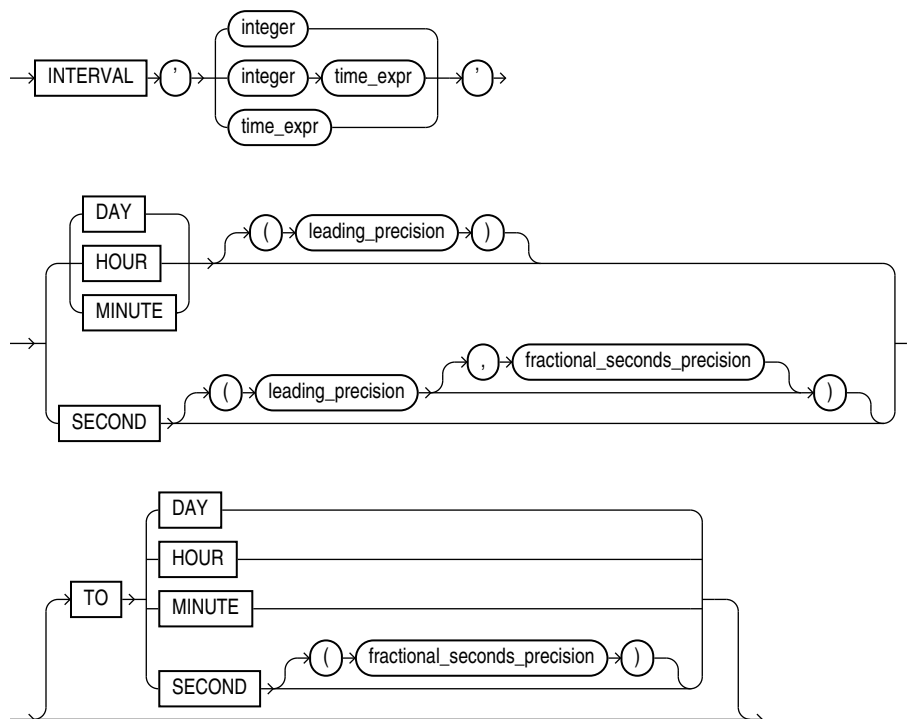 integer
INTERVAL ' integer time_expr '
time_expr
DAY
( leading_precision )
HOUR
MINUTE
, fractional_seconds_precision
( leading_precision )
SECOND
DAY
HOUR
TO MINUTE
( fractional_seconds_precision )
SECOND